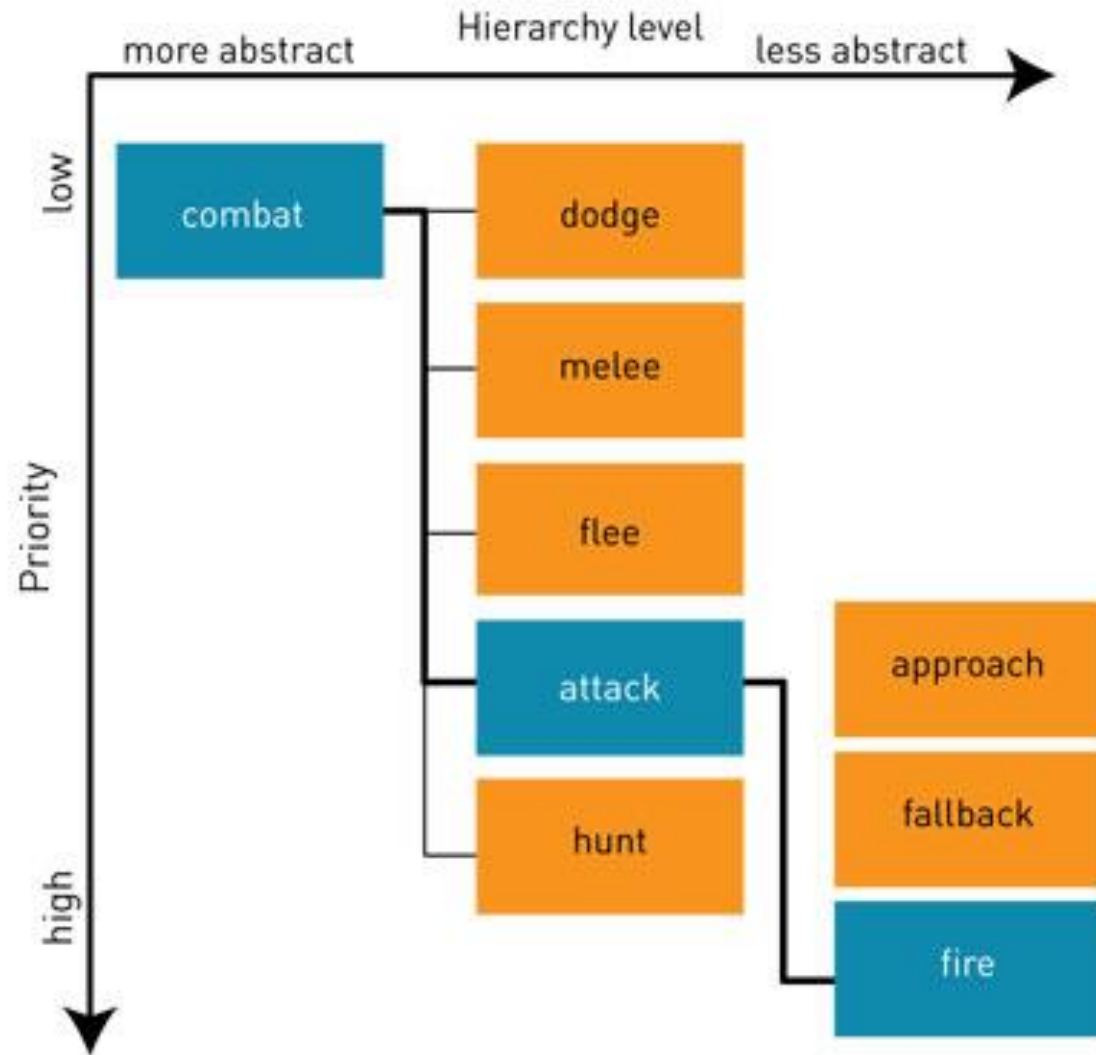 Hierarchy level
more abstract
less abstract
low
Priority
high
combat
dodge
melee
flee
attack
hunt
approach
fallback
fire